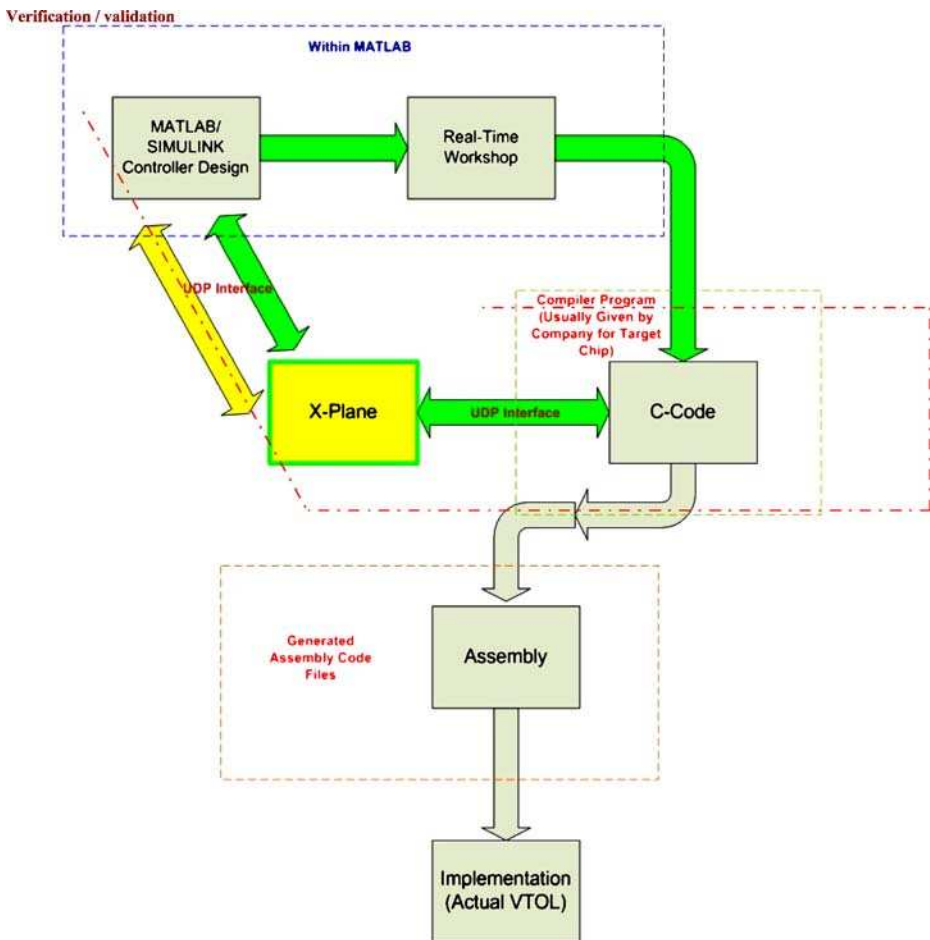 Verification / validation
Within MATLAB
MATLAB/
SIMULINK
Controller Design
Real-Time
Workshop
UDP Interface
Compiler Program
(Usually Given by
Company for Target
Chip)
X-Plane
UDP Interface
C-Code
Generated
Assembly Code
Files
Assembly
Implementation
(Actual VTOL)